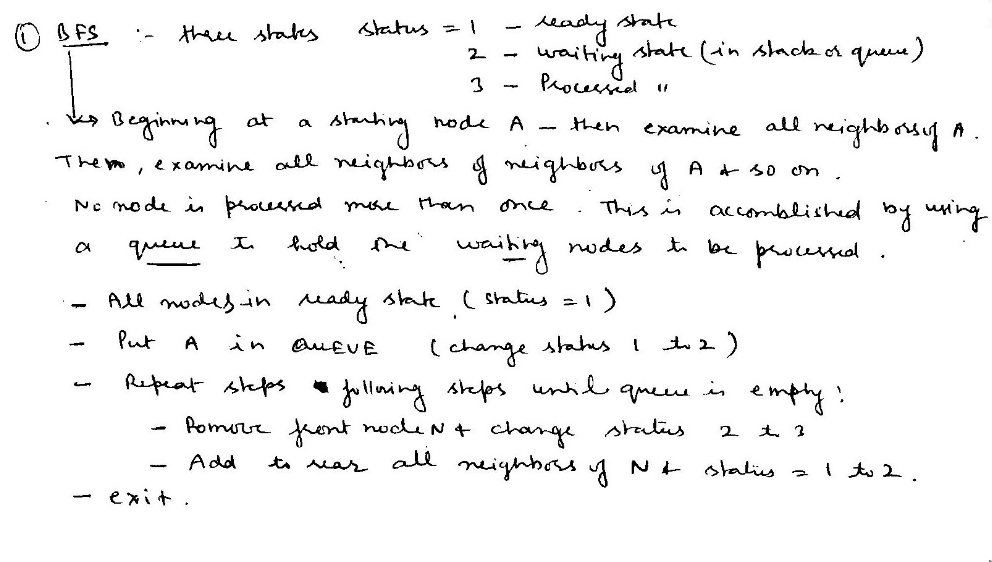 ① BFS :- three states status = 1 - ready state
2 - waiting state (in stack or queue)
3 - Processed "
↳ Beginning at a starting node A - then examine all neighbors of A.
Them, examine all neighbors of neighbors of A & so on.
No node is processed more than once. This is accomblished by using
a queue to hold the waiting nodes to be processed.
- All nodes in ready state (status = 1)
- Put A in QUEUE (change status 1 to 2)
- Repeat steps following steps until queue is empty:
- Remove front node N & change status 2 to 3
- Add to rear all neighbors of N & status = 1 to 2.
- exit.